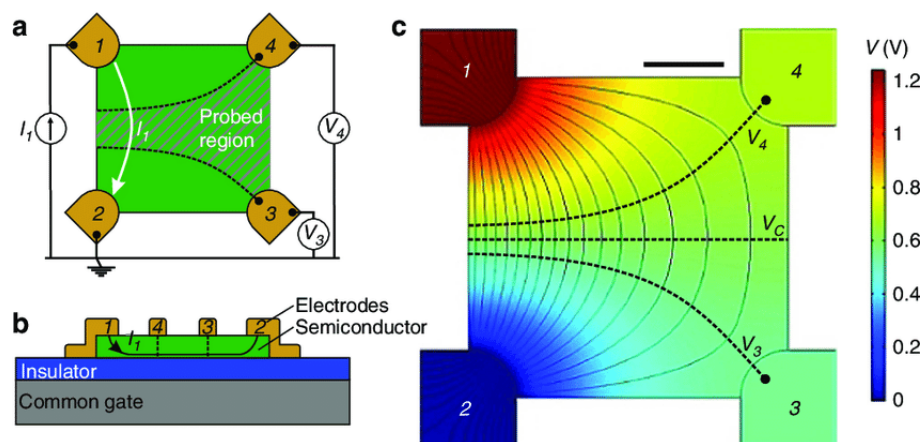 a
1
4
I1
I1
Probed
region
V4
2
3
V3
b
Electrodes
Semiconductor
1
I1
4
3
2
Insulator
Common gate
c
1
4
V4
VC
V3
2
3
V (V)
1.2
1
0.8
0.6
0.4
0.2
0